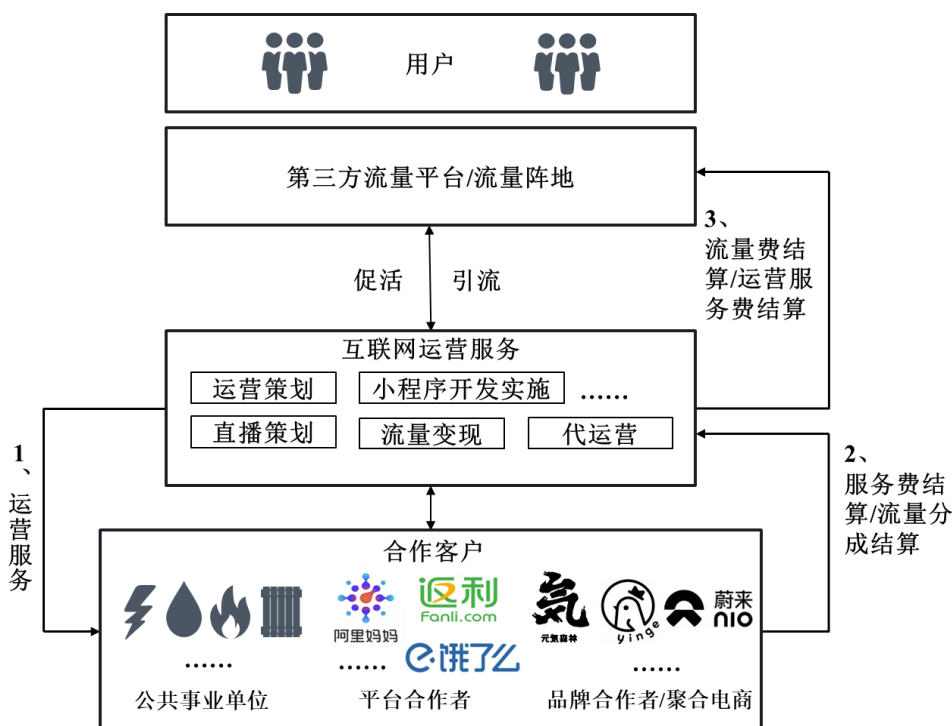 用户
第三方流量平台/流量阵地
促活
引流
3、
流量费结
算/运营服
务费结算
互联网运营服务
运营策划
小程序开发实施
......
直播策划
流量变现
代运营
1、
运营服务
2、
服务费结
算/流量分
成结算
合作客户
阿里妈妈
返利
Fanli.com
饿了么
元気森林
気
yinge
蔚来
NIO
......
......
......
公共事业单位
平台合作者
品牌合作者/聚合电商